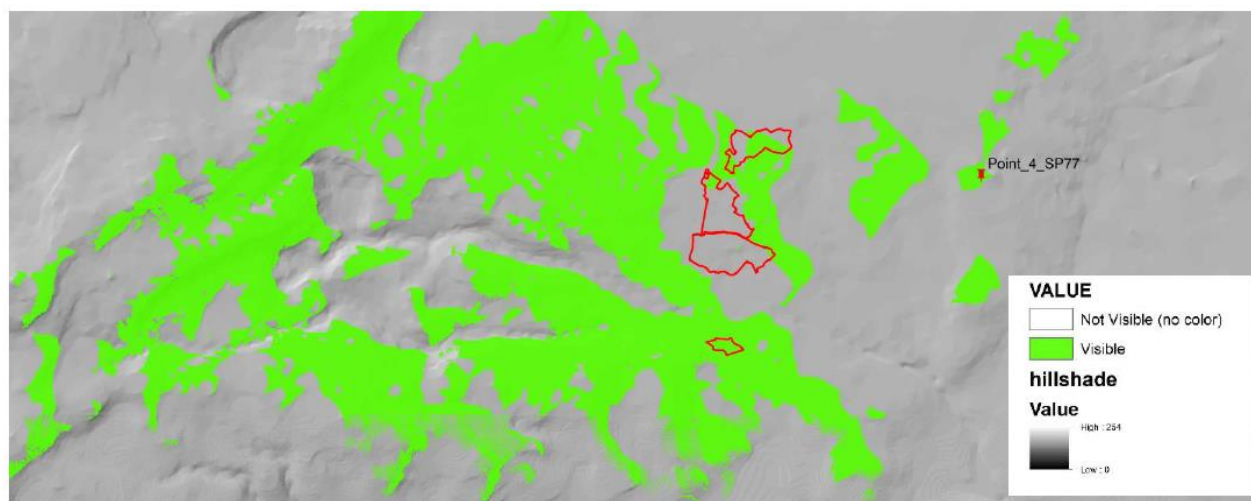 Point_4_SP77
VALUE
Not Visible (no color)
Visible
hillshade
Value
High : 254
Low : 0